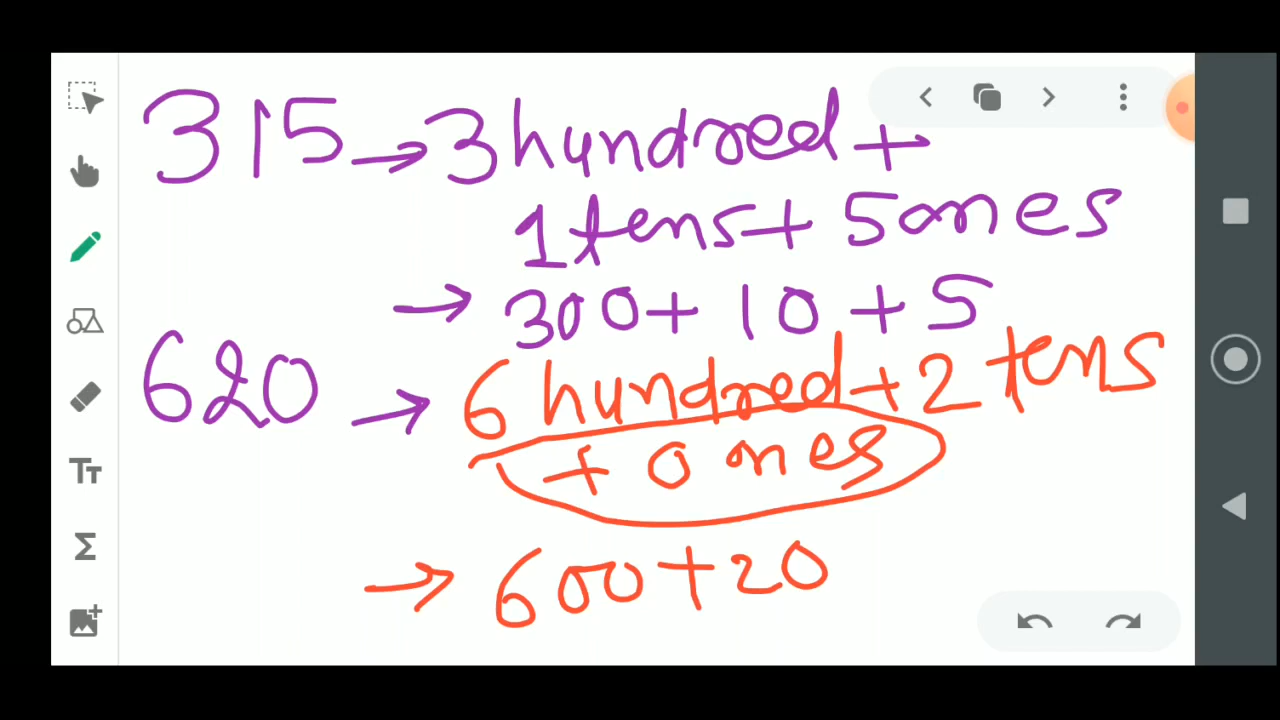 315 → 3 hundred +
1 tens + 5 ones
→ 300 + 10 + 5
620 → 6 hundred + 2 tens
+ 0 ones
→ 600 + 20
TT
Σ